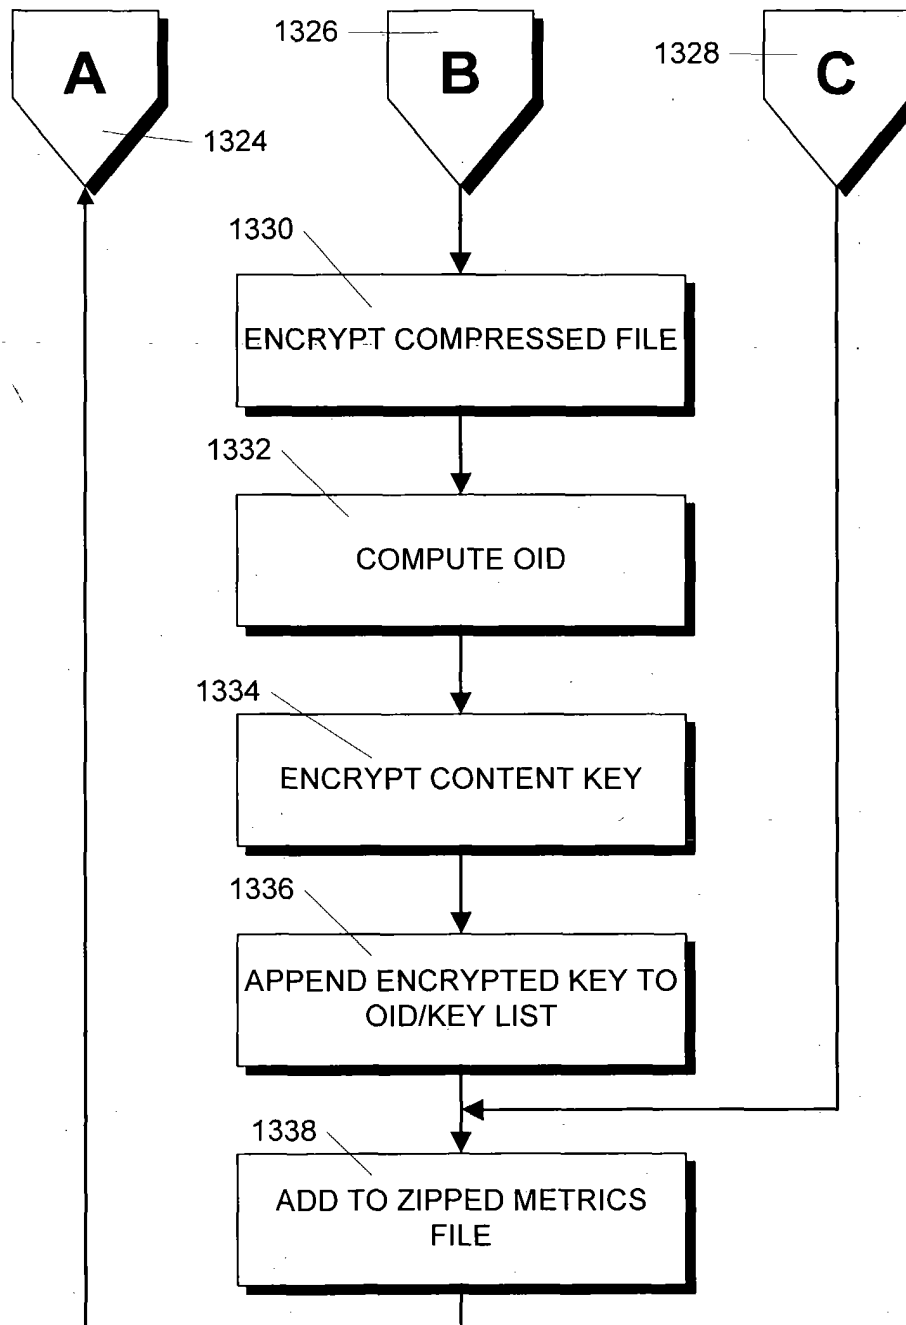 A
1324
1326
B
1328
C
1330
ENCRYPT COMPRESSED FILE
1332
COMPUTE OID
1334
ENCRYPT CONTENT KEY
1336
APPEND ENCRYPTED KEY TO
OID/KEY LIST
1338
ADD TO ZIPPED METRICS
FILE